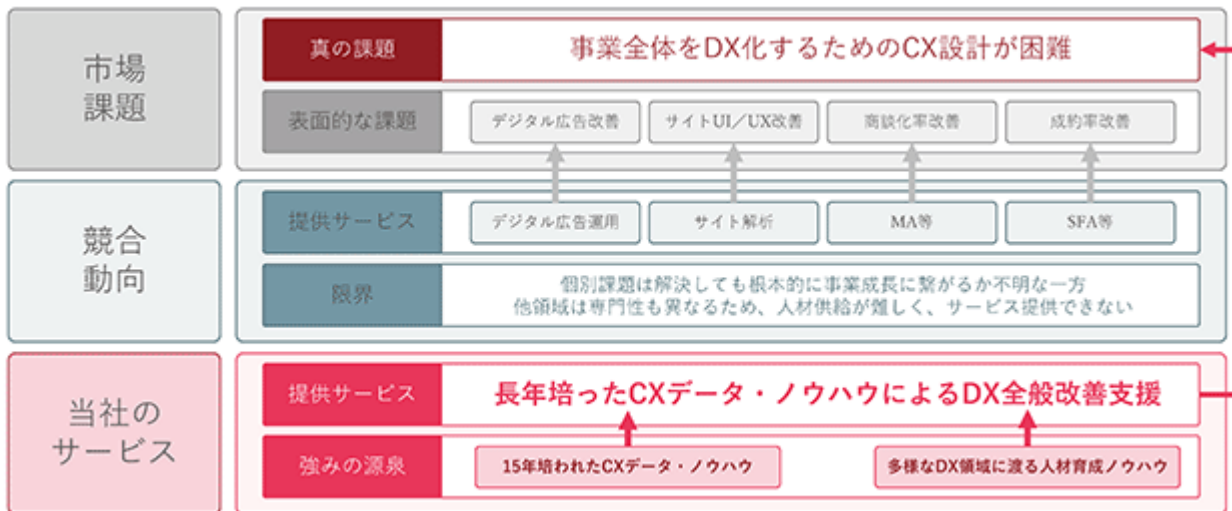 市場
課題
真の課題
事業全体をDX化するためのCX設計が困難
表面的な課題
デジタル広告改善
サイトUI/UX改善
商談化率改善
成約率改善
競合
動向
提供サービス
デジタル広告運用
サイト解析
MA等
SFA等
限界
個別課題は解決しても根本的に事業成長に繋がるか不明な一方
他領域は専門性も異なるため、人材供給が難しく、サービス提供できない
当社の
サービス
提供サービス
長年培ったCXデータ・ノウハウによるDX全般改善支援
強みの源泉
15年培われたCXデータ・ノウハウ
多様なDX領域に渡る人材育成ノウハウ